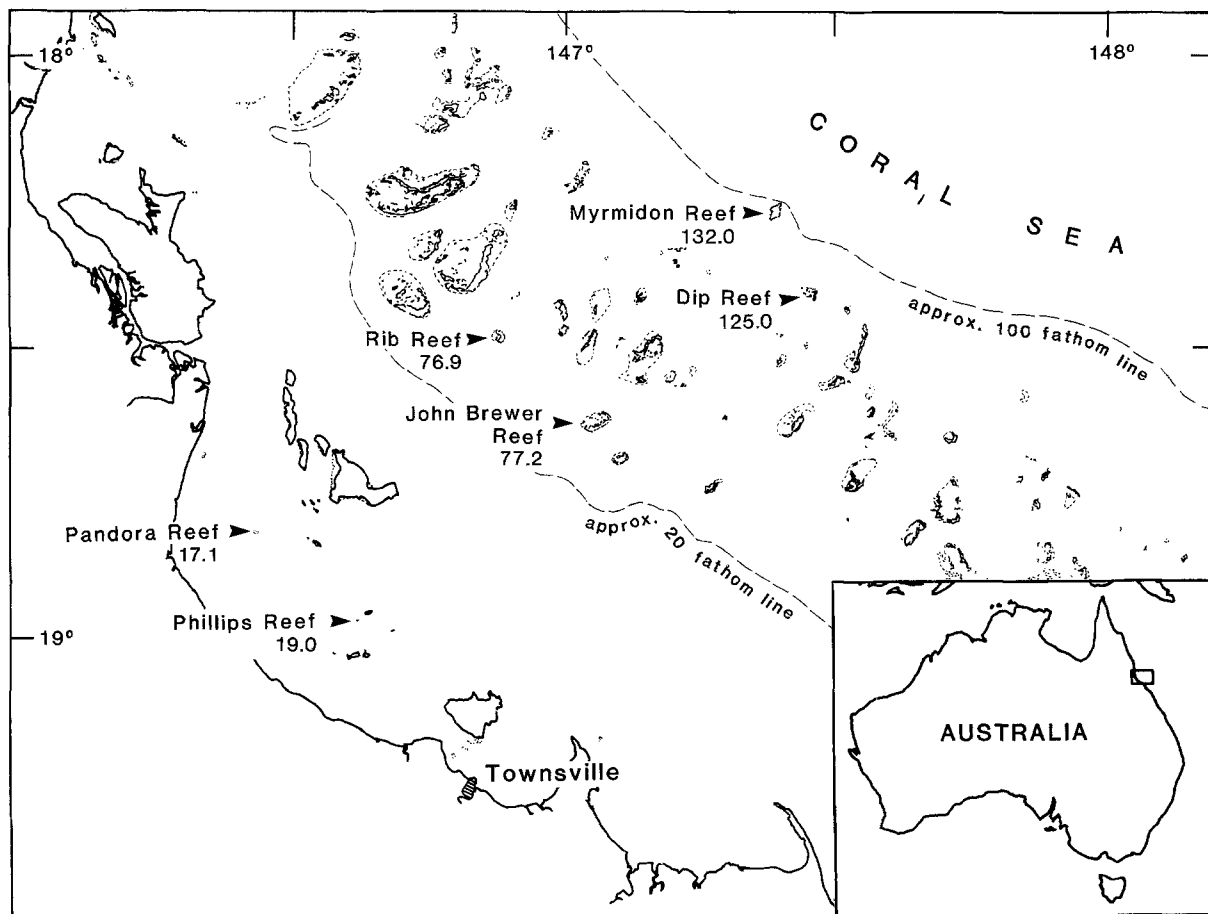 18°
147°
148°
CORAL SEA
Myrmidon Reef
132.0
Dip Reef
125.0
approx. 100 fathom line
Rib Reef
76.9
John Brewer
Reef
77.2
approx. 20 fathom line
Pandora Reef
17.1
Phillips Reef
19.0
19°
Townsville
AUSTRALIA